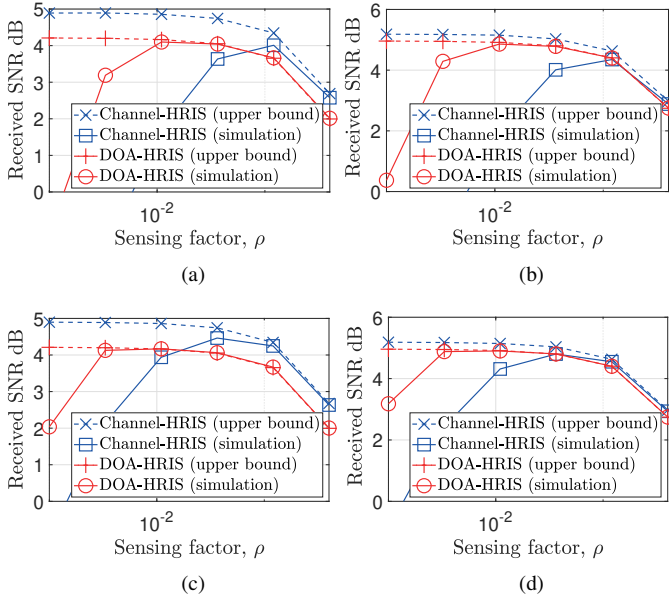 5
4
3
2
1
0
Received SNR dB
Channel-HRIS (upper bound)
Channel-HRIS (simulation)
DOA-HRIS (upper bound)
DOA-HRIS (simulation)
10^-2
Sensing factor, ρ
(a)
6
4
2
0
Received SNR dB
Channel-HRIS (upper bound)
Channel-HRIS (simulation)
DOA-HRIS (upper bound)
DOA-HRIS (simulation)
10^-2
Sensing factor, ρ
(b)
5
4
3
2
1
0
Received SNR dB
Channel-HRIS (upper bound)
Channel-HRIS (simulation)
DOA-HRIS (upper bound)
DOA-HRIS (simulation)
10^-2
Sensing factor, ρ
(c)
6
4
2
0
Received SNR dB
Channel-HRIS (upper bound)
Channel-HRIS (simulation)
DOA-HRIS (upper bound)
DOA-HRIS (simulation)
10^-2
Sensing factor, ρ
(d)